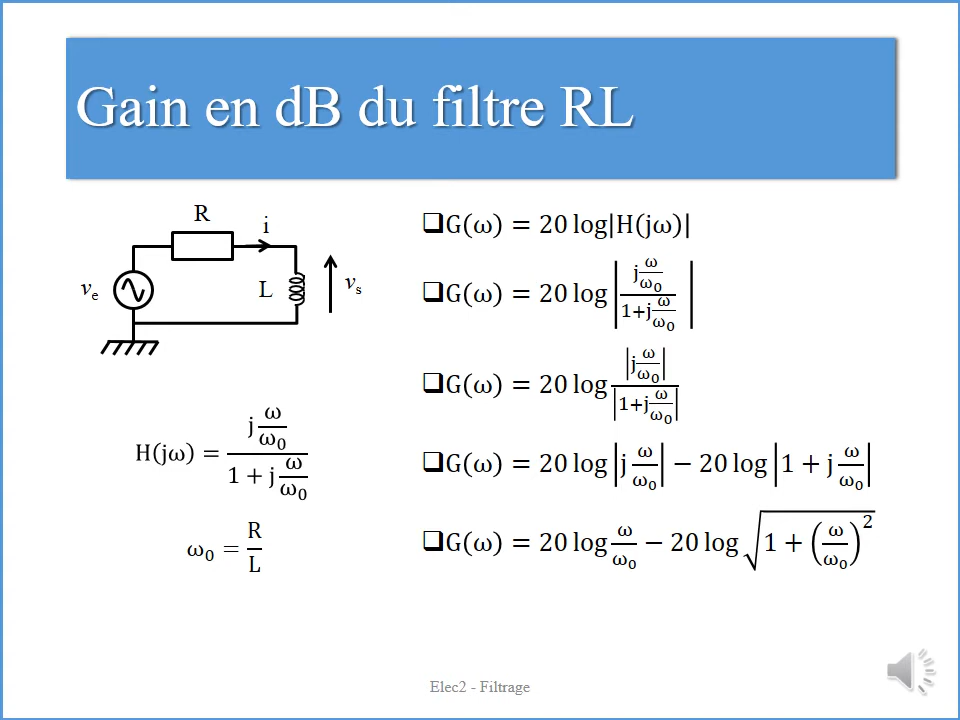 Gain en dB du filtre RL
R
i
v_e
L
v_s
H(jω) = (j ω/ω₀)/(1 + j ω/ω₀)
ω₀ = R/L
❑G(ω) = 20 log|H(jω)|
❑G(ω) = 20 log|(j ω/ω₀)/(1+j ω/ω₀)|
❑G(ω) = 20 log |j ω/ω₀|/|1+j ω/ω₀|
❑G(ω) = 20 log|j ω/ω₀| − 20 log|1 + j ω/ω₀|
❑G(ω) = 20 log ω/ω₀ − 20 log √(1 + (ω/ω₀)²)
Elec2 - Filtrage